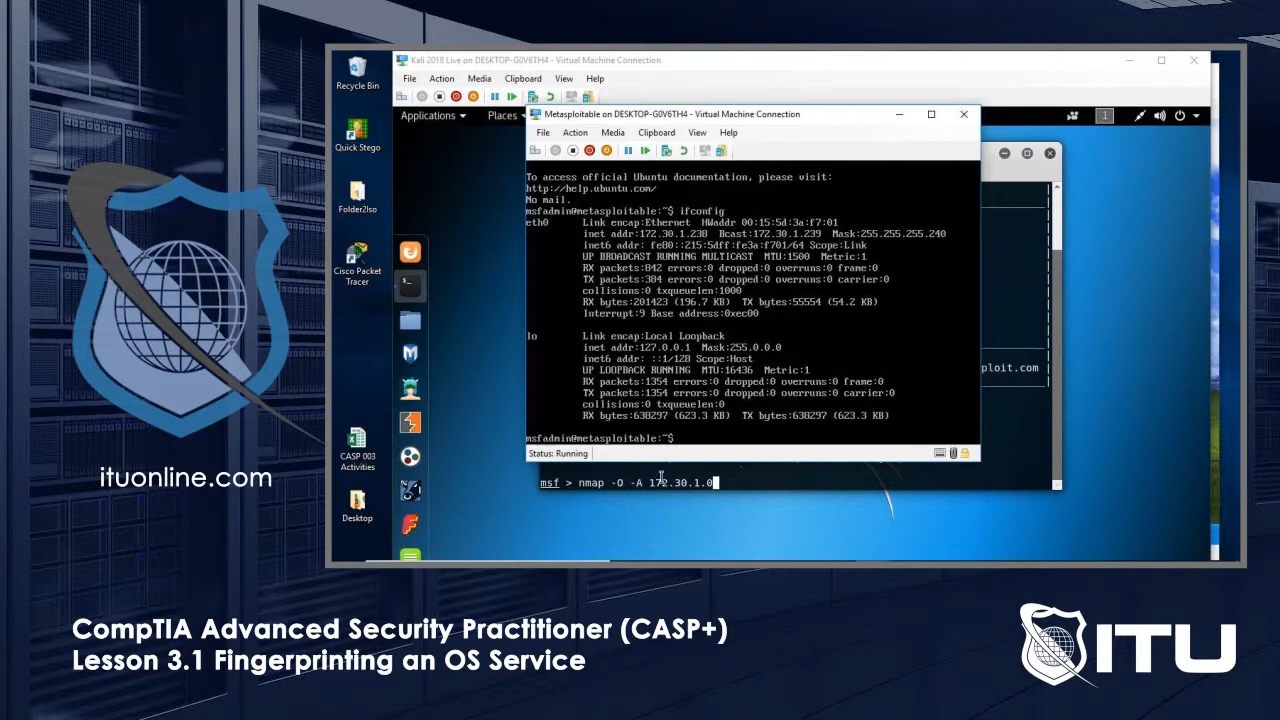 Recycle Bin
Quick Stego
Folder2Iso
Cisco Packet
Tracer
CASP 003
Activities
Desktop
Kali 2018 Live on DESKTOP-G0V6TH4 - Virtual Machine Connection
File Action Media Clipboard View Help
Applications Places
1
Metasploitable on DESKTOP-G0V6TH4 - Virtual Machine Connection
File Action Media Clipboard View Help
To access official Ubuntu documentation, please visit:
http://help.ubuntu.com/
No mail.
msfadmin@metasploitable:~$ ifconfig
eth0 Link encap:Ethernet HWaddr 00:15:5d:3a:f7:01
inet addr:172.30.1.238 Bcast:172.30.1.239 Mask:255.255.255.240
inet6 addr: fe80::215:5dff:fe3a:f701/64 Scope:Link
UP BROADCAST RUNNING MULTICAST MTU:1500 Metric:1
RX packets:842 errors:0 dropped:0 overruns:0 frame:0
TX packets:384 errors:0 dropped:0 overruns:0 carrier:0
collisions:0 txqueuelen:1000
RX bytes:201423 (196.7 KB) TX bytes:55554 (54.2 KB)
Interrupt:9 Base address:0xec00
lo Link encap:Local Loopback
inet addr:127.0.0.1 Mask:255.0.0.0
inet6 addr: ::1/128 Scope:Host
UP LOOPBACK RUNNING MTU:16436 Metric:1
RX packets:1354 errors:0 dropped:0 overruns:0 frame:0
TX packets:1354 errors:0 dropped:0 overruns:0 carrier:0
collisions:0 txqueuelen:0
RX bytes:638297 (623.3 KB) TX bytes:638297 (623.3 KB)
msfadmin@metasploitable:~$
Status: Running
ploit.com
msf > nmap -O -A 172.30.1.0
ituonline.com
CompTIA Advanced Security Practitioner (CASP+)
Lesson 3.1 Fingerprinting an OS Service
ITU